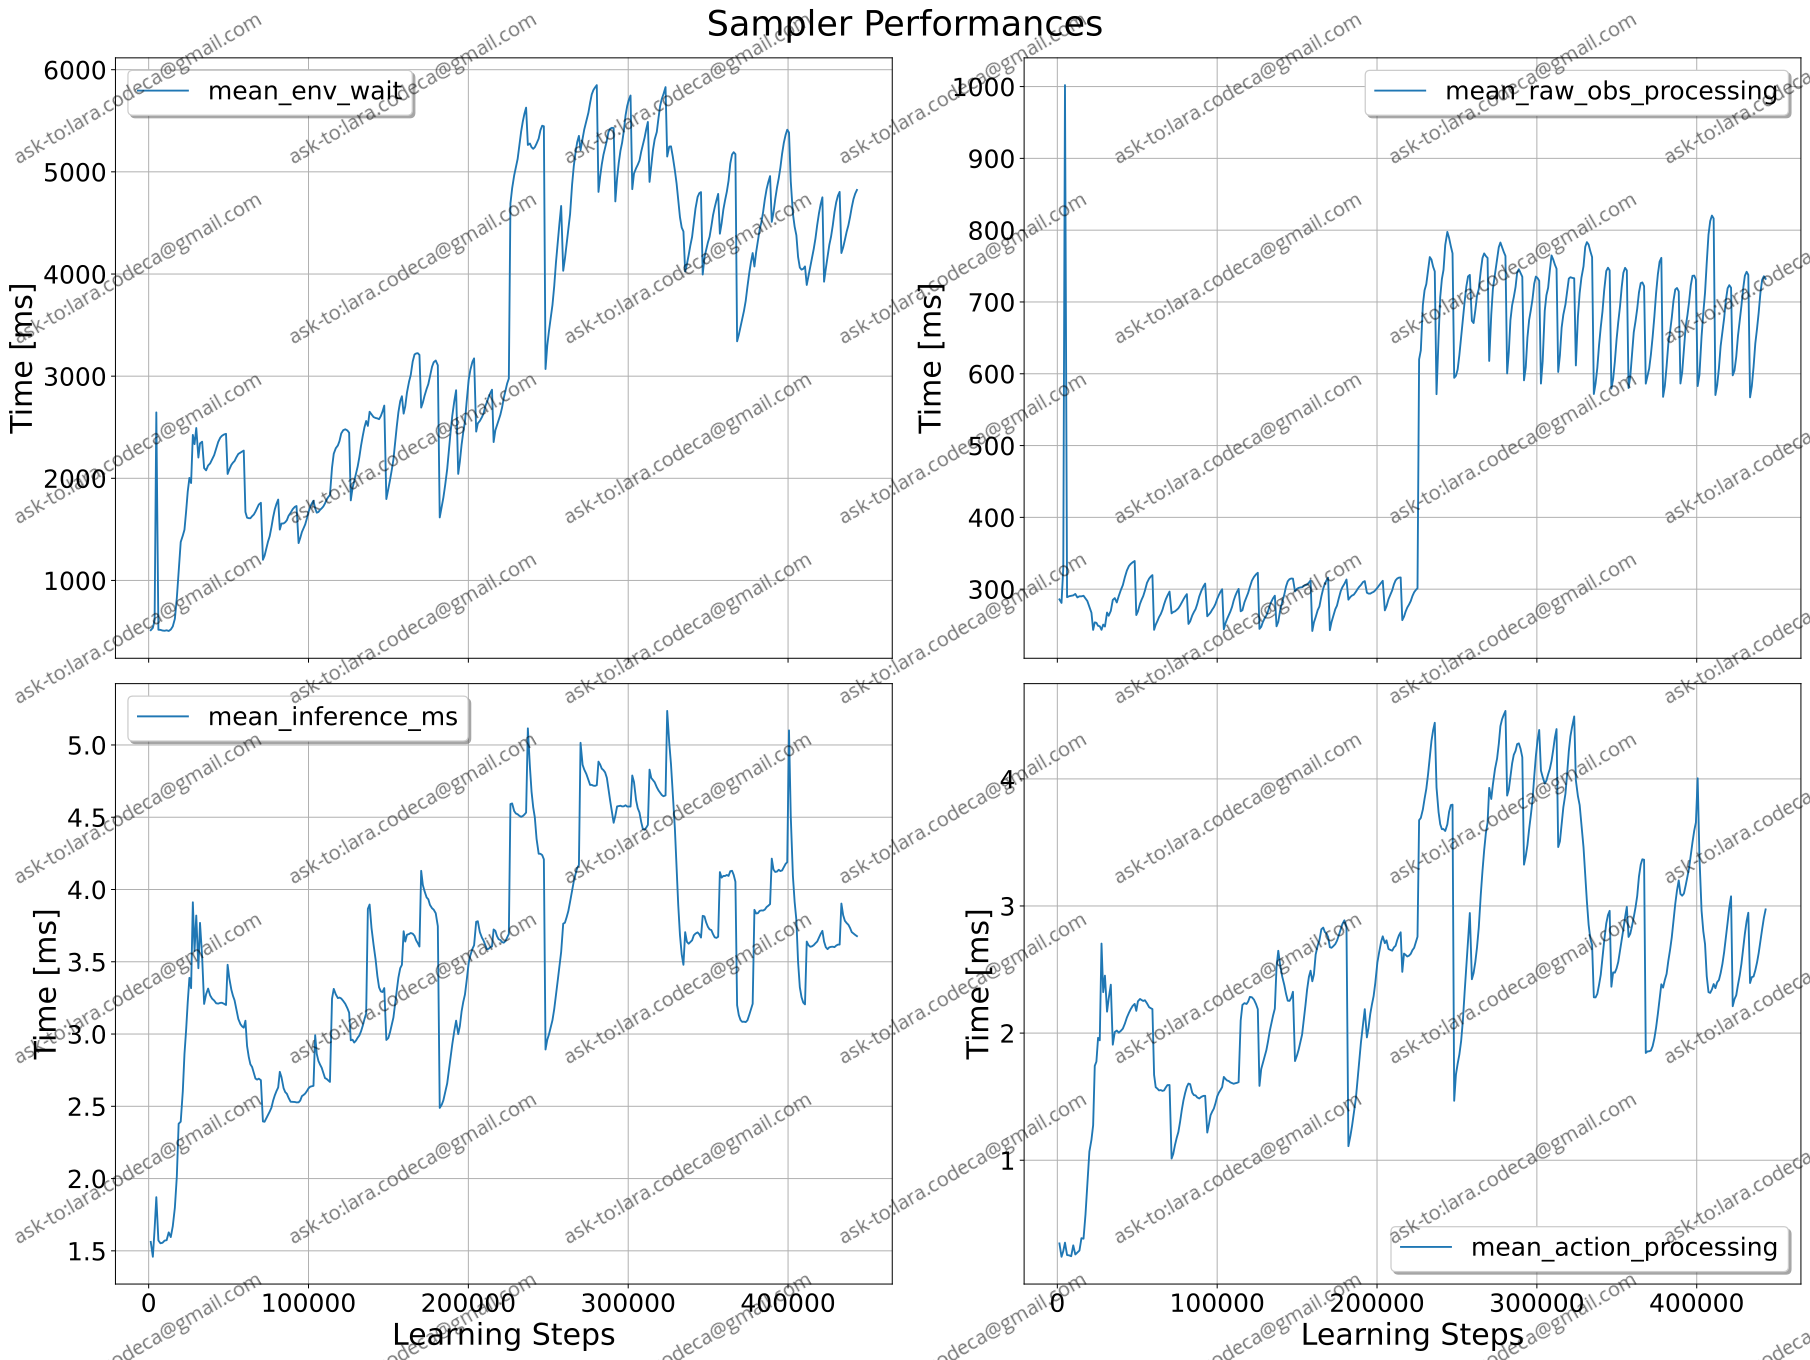 Sampler Performances
6000
5000
4000
3000
2000
1000
Time [ms]
mean_env_wait
1000
900
800
700
600
500
400
300
Time [ms]
mean_raw_obs_processing
5.0
4.5
4.0
3.5
3.0
2.5
2.0
1.5
Time [ms]
mean_inference_ms
0 100000 200000 300000 400000
Learning Steps
4
3
2
1
Time [ms]
mean_action_processing
0 100000 200000 300000 400000
Learning Steps
ask-to:lara.codeca@gmail.com